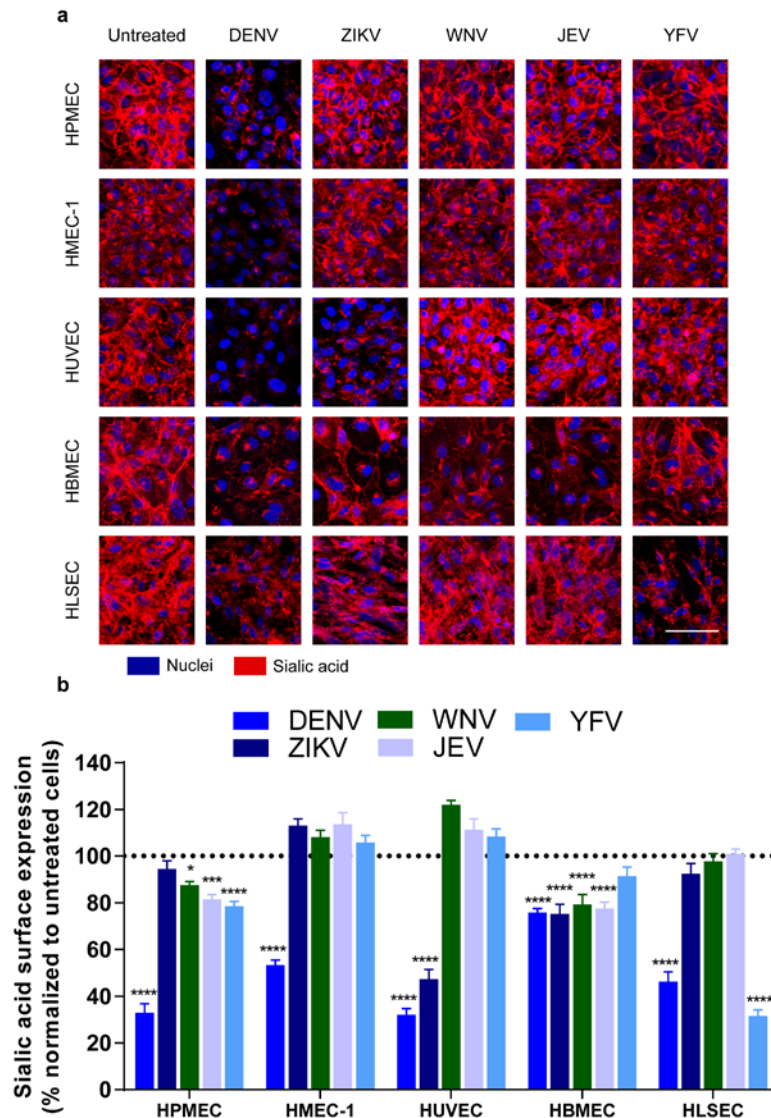 a
Untreated DENV ZIKV WNV JEV YFV
HPMEC
HMEC-1
HUVEC
HBMEC
HLSEC
Nuclei Sialic acid
b
DENV WNV YFV
ZIKV JEV
Sialic acid surface expression
(% normalized to untreated cells)
140
120
100
80
60
40
20
0
**** * *** ****
****
**** ****
**** **** **** ****
**** ****
HPMEC HMEC-1 HUVEC HBMEC HLSEC